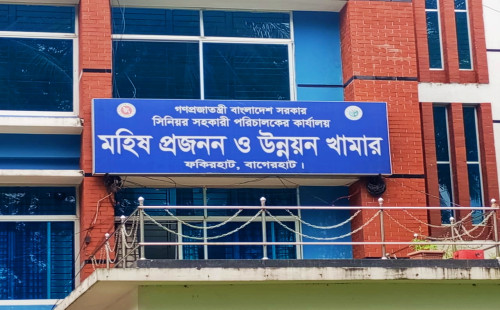 গণপ্রজাতন্ত্রী বাংলাদেশ সরকার
সিনিয়র সহকারী পরিচালকের কার্যালয়
মহিষ প্রজনন ও উন্নয়ন খামার
ফকিরহাট, বাগেরহাট।